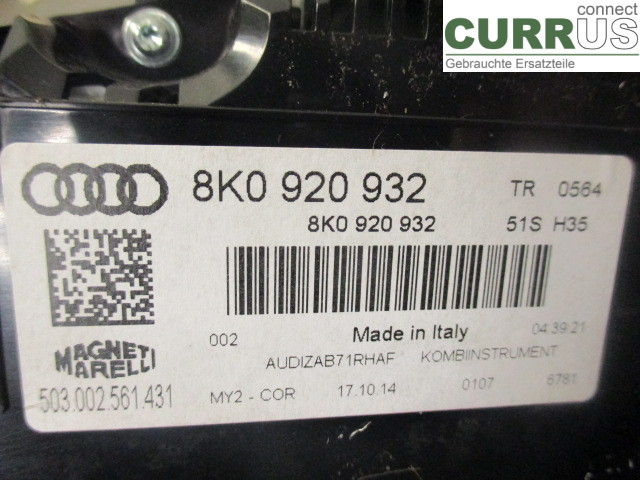 connect
CURRUS
Gebrauchte Ersatzteile
8K0 920 932 TR 0564
8K0 920 932 51S H35
002 Made in Italy 04:39:21
MAGNETI MARELLI AUDIZAB71RHAF KOMBIINSTRUMENT
503.002.561.431 MY2 - COR 17.10.14 0107 6781